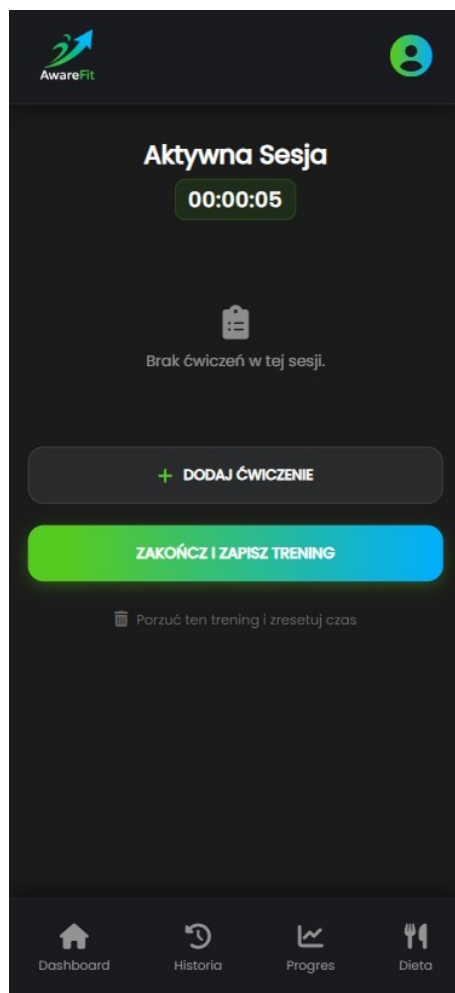 AwareFit
Aktywna Sesja
00:00:05
Brak ćwiczeń w tej sesji.
+ DODAJ ĆWICZENIE
ZAKOŃCZ I ZAPISZ TRENING
Porzuć ten trening i zresetuj czas
Dashboard Historia Progres Dieta